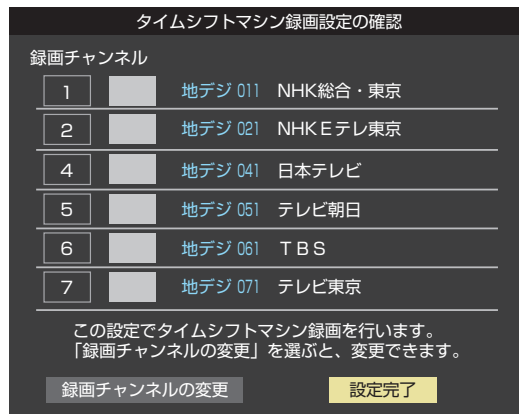 タイムシフトマシン録画設定の確認
録画チャンネル
1 地デジ 011 NHK総合・東京
2 地デジ 021 NHKEテレ東京
4 地デジ 041 日本テレビ
5 地デジ 051 テレビ朝日
6 地デジ 061 TBS
7 地デジ 071 テレビ東京
この設定でタイムシフトマシン録画を行います。
「録画チャンネルの変更」を選ぶと、変更できます。
録画チャンネルの変更 設定完了